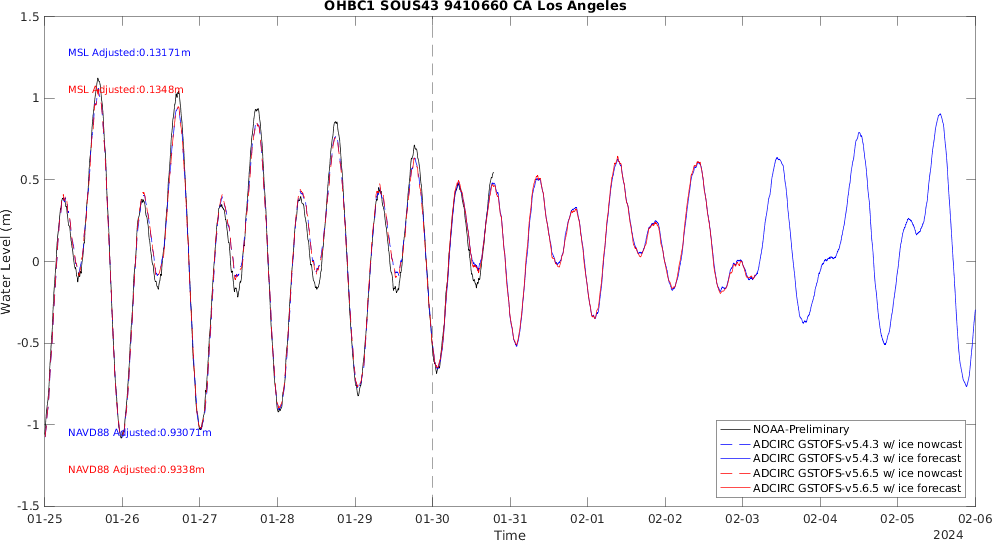 OHBC1 SOUS43 9410660 CA Los Angeles
1.5
MSL Adjusted:0.13171m
MSL Adjusted:0.1348m
1
0.5
0
Water Level (m)
-0.5
-1
NAVD88 Adjusted:0.93071m
NAVD88 Adjusted:0.9338m
-1.5
NOAA-Preliminary
ADCIRC GSTOFS-v5.4.3 w/ ice nowcast
ADCIRC GSTOFS-v5.4.3 w/ ice forecast
ADCIRC GSTOFS-v5.6.5 w/ ice nowcast
ADCIRC GSTOFS-v5.6.5 w/ ice forecast
01-25 01-26 01-27 01-28 01-29 01-30 01-31 02-01 02-02 02-03 02-04 02-05 02-06
Time
2024